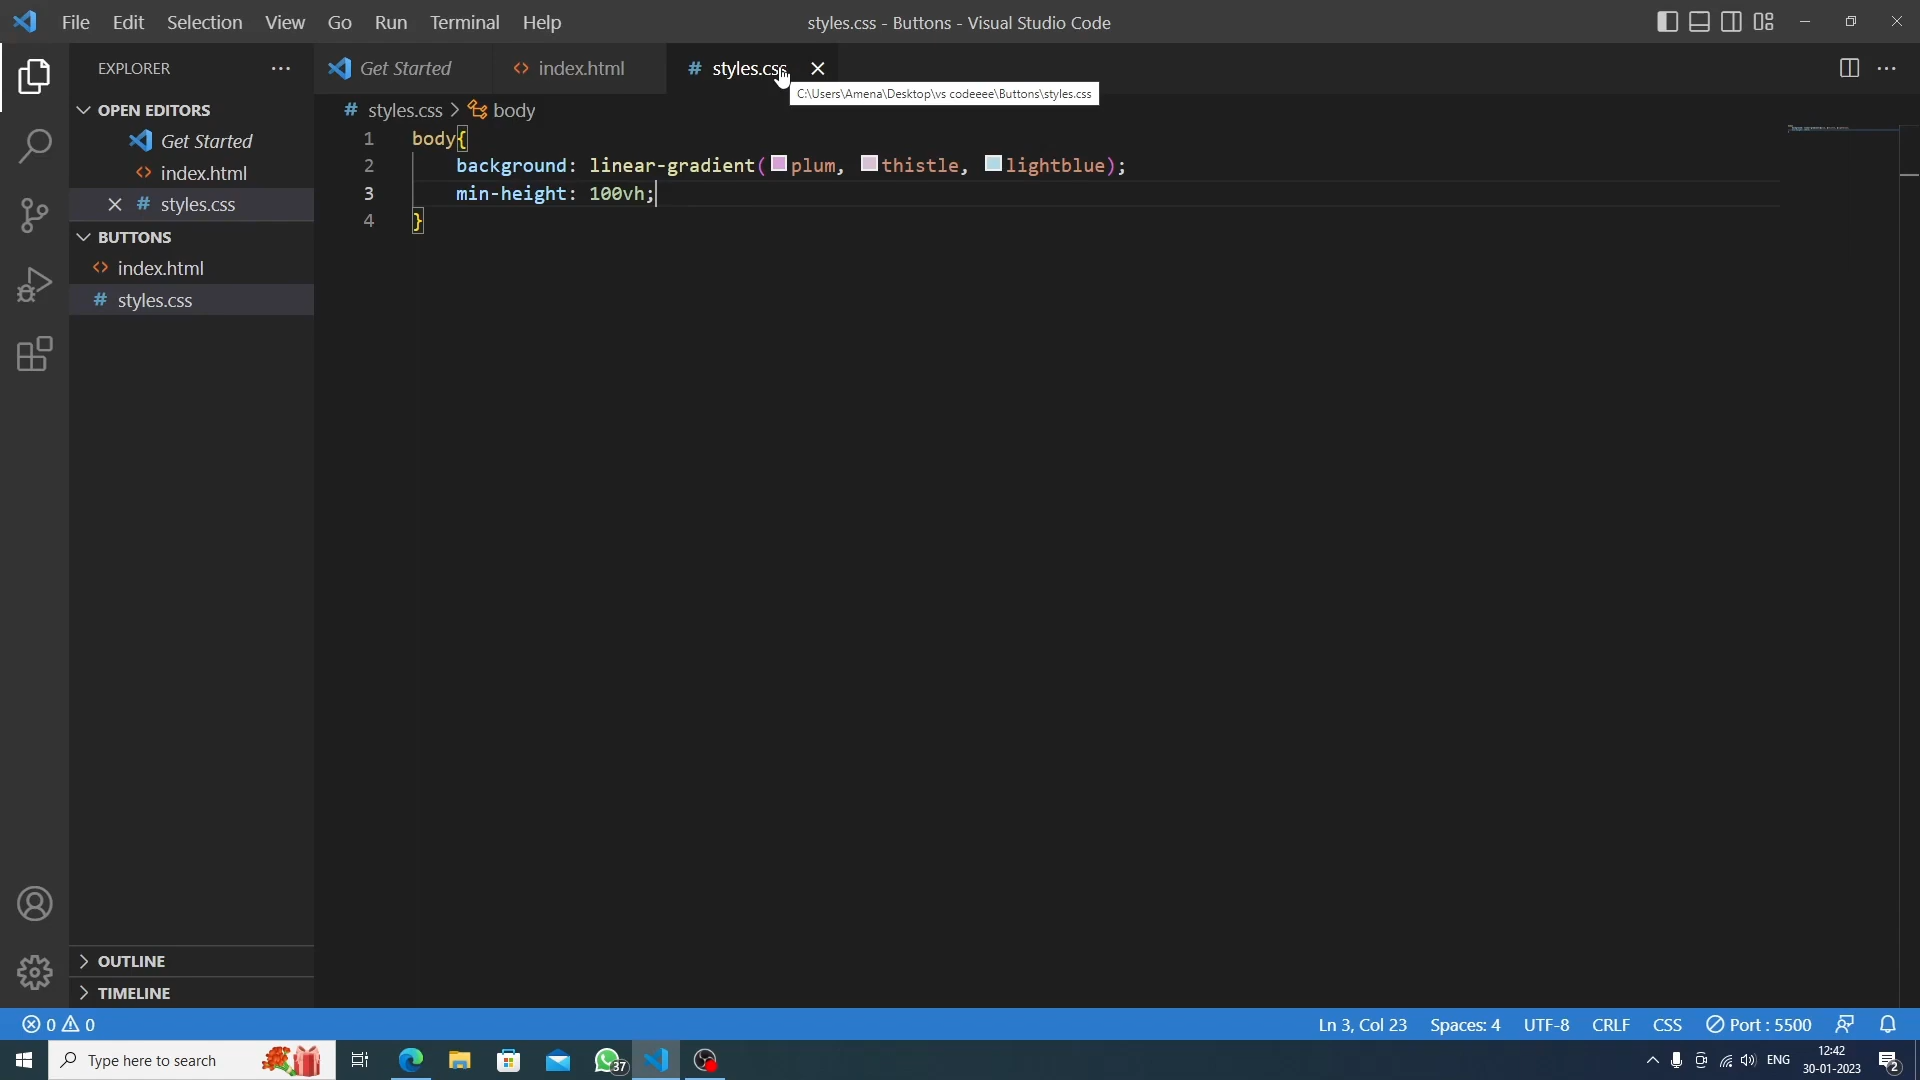 File Edit Selection View Go Run Terminal Help
styles.css - Buttons - Visual Studio Code
EXPLORER
Get Started
index.html
styles.css
C:\Users\Amena\Desktop\vs codeeee\Buttons\styles.css
OPEN EDITORS
Get Started
index.html
# styles.css
BUTTONS
index.html
# styles.css
OUTLINE
TIMELINE
# styles.css > body
1 body{
2 background: linear-gradient(plum, thistle, lightblue);
3 min-height: 100vh;
4 }
0 0
Ln 3, Col 23 Spaces: 4 UTF-8 CRLF CSS Port : 5500
Type here to search
37
ENG
12:42
30-01-2023
2